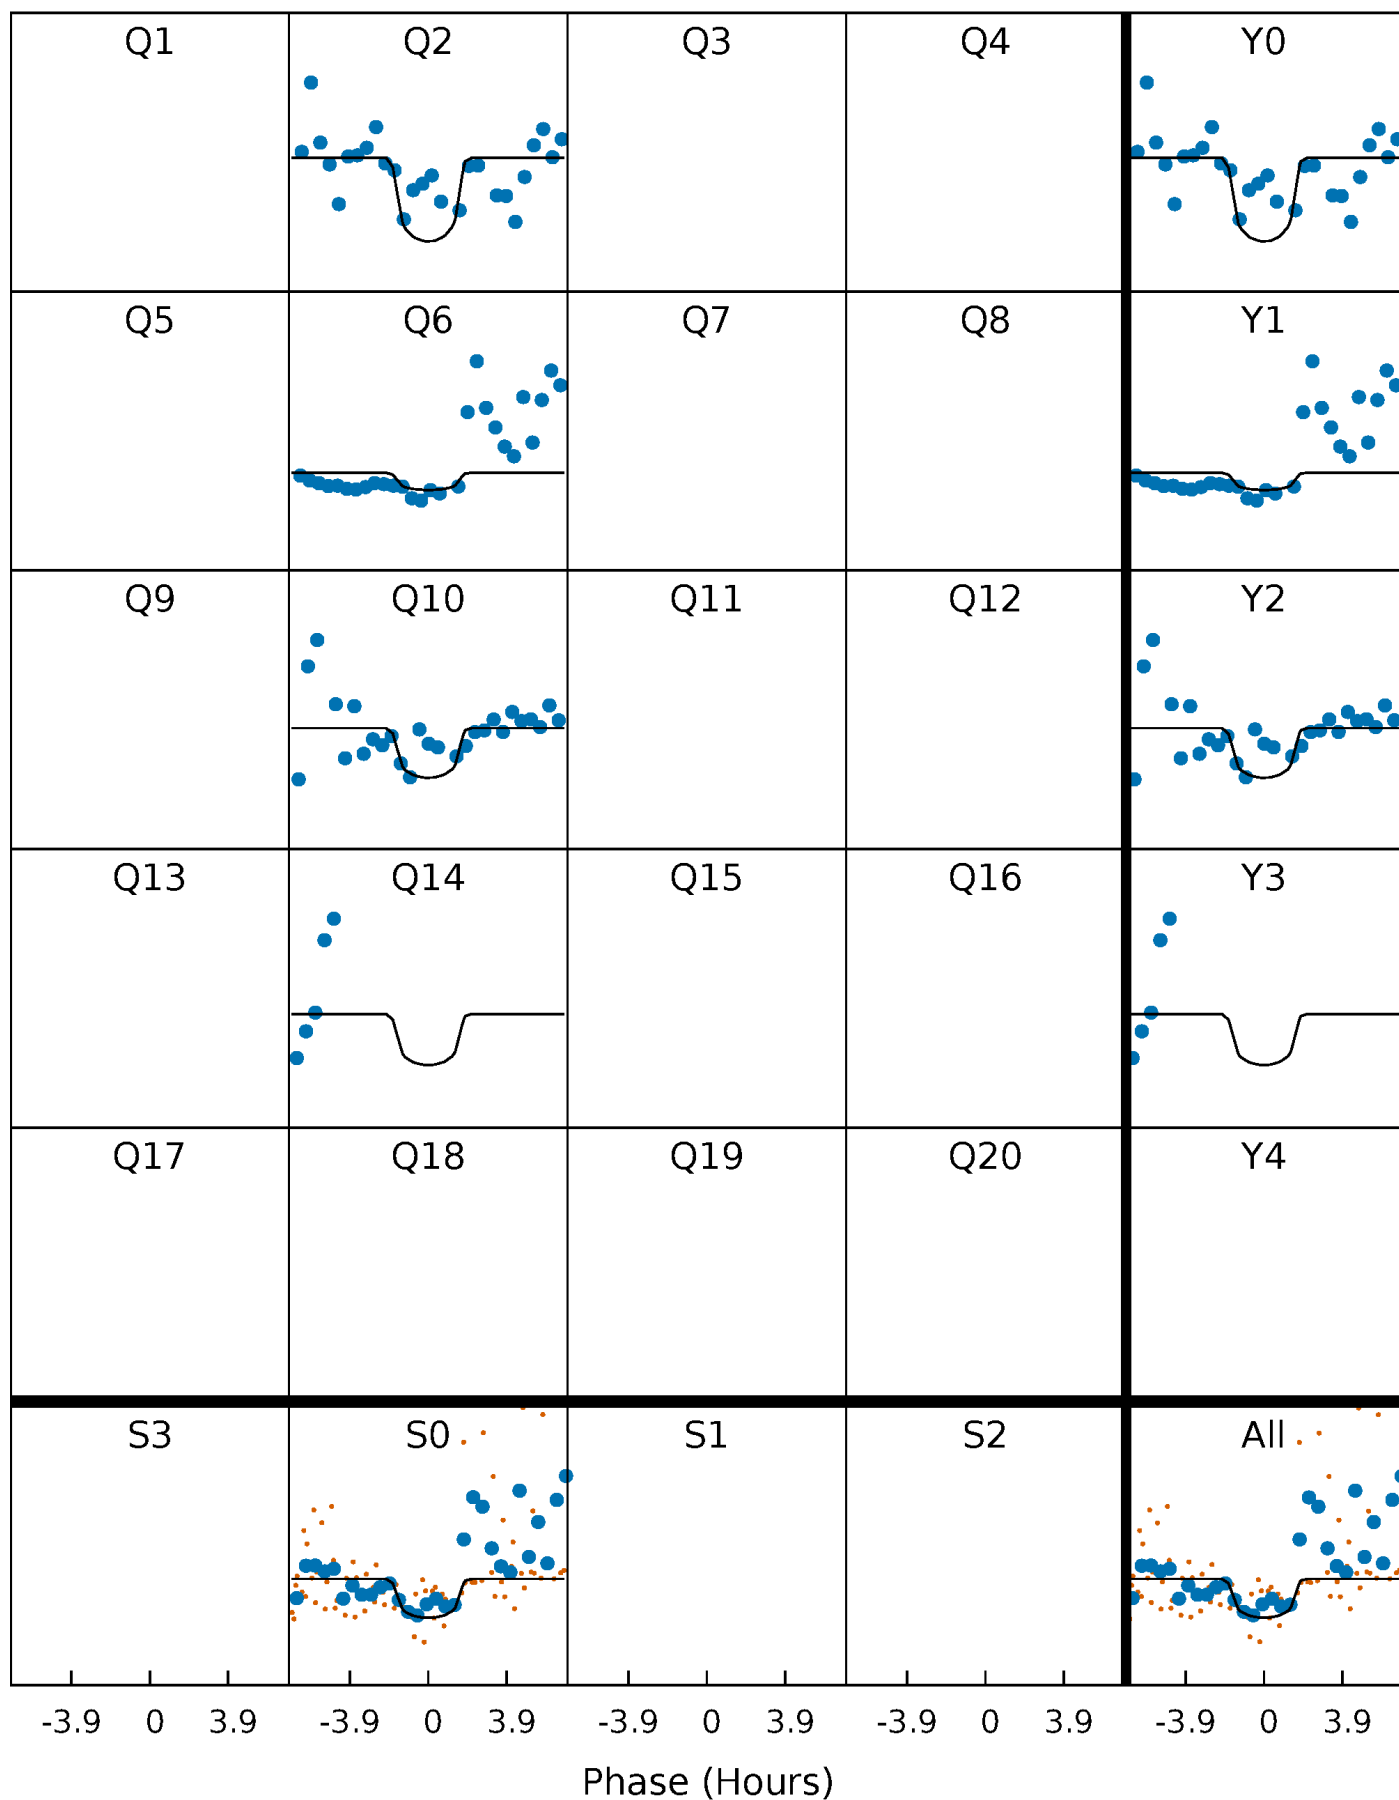 Q1 Q2 Q3 Q4 Y0
Q5 Q6 Q7 Q8 Y1
Q9 Q10 Q11 Q12 Y2
Q13 Q14 Q15 Q16 Y3
Q17 Q18 Q19 Q20 Y4
S3 S0 S1 S2 All
-3.9 0 3.9 -3.9 0 3.9 -3.9 0 3.9 -3.9 0 3.9 -3.9 0 3.9
Phase (Hours)